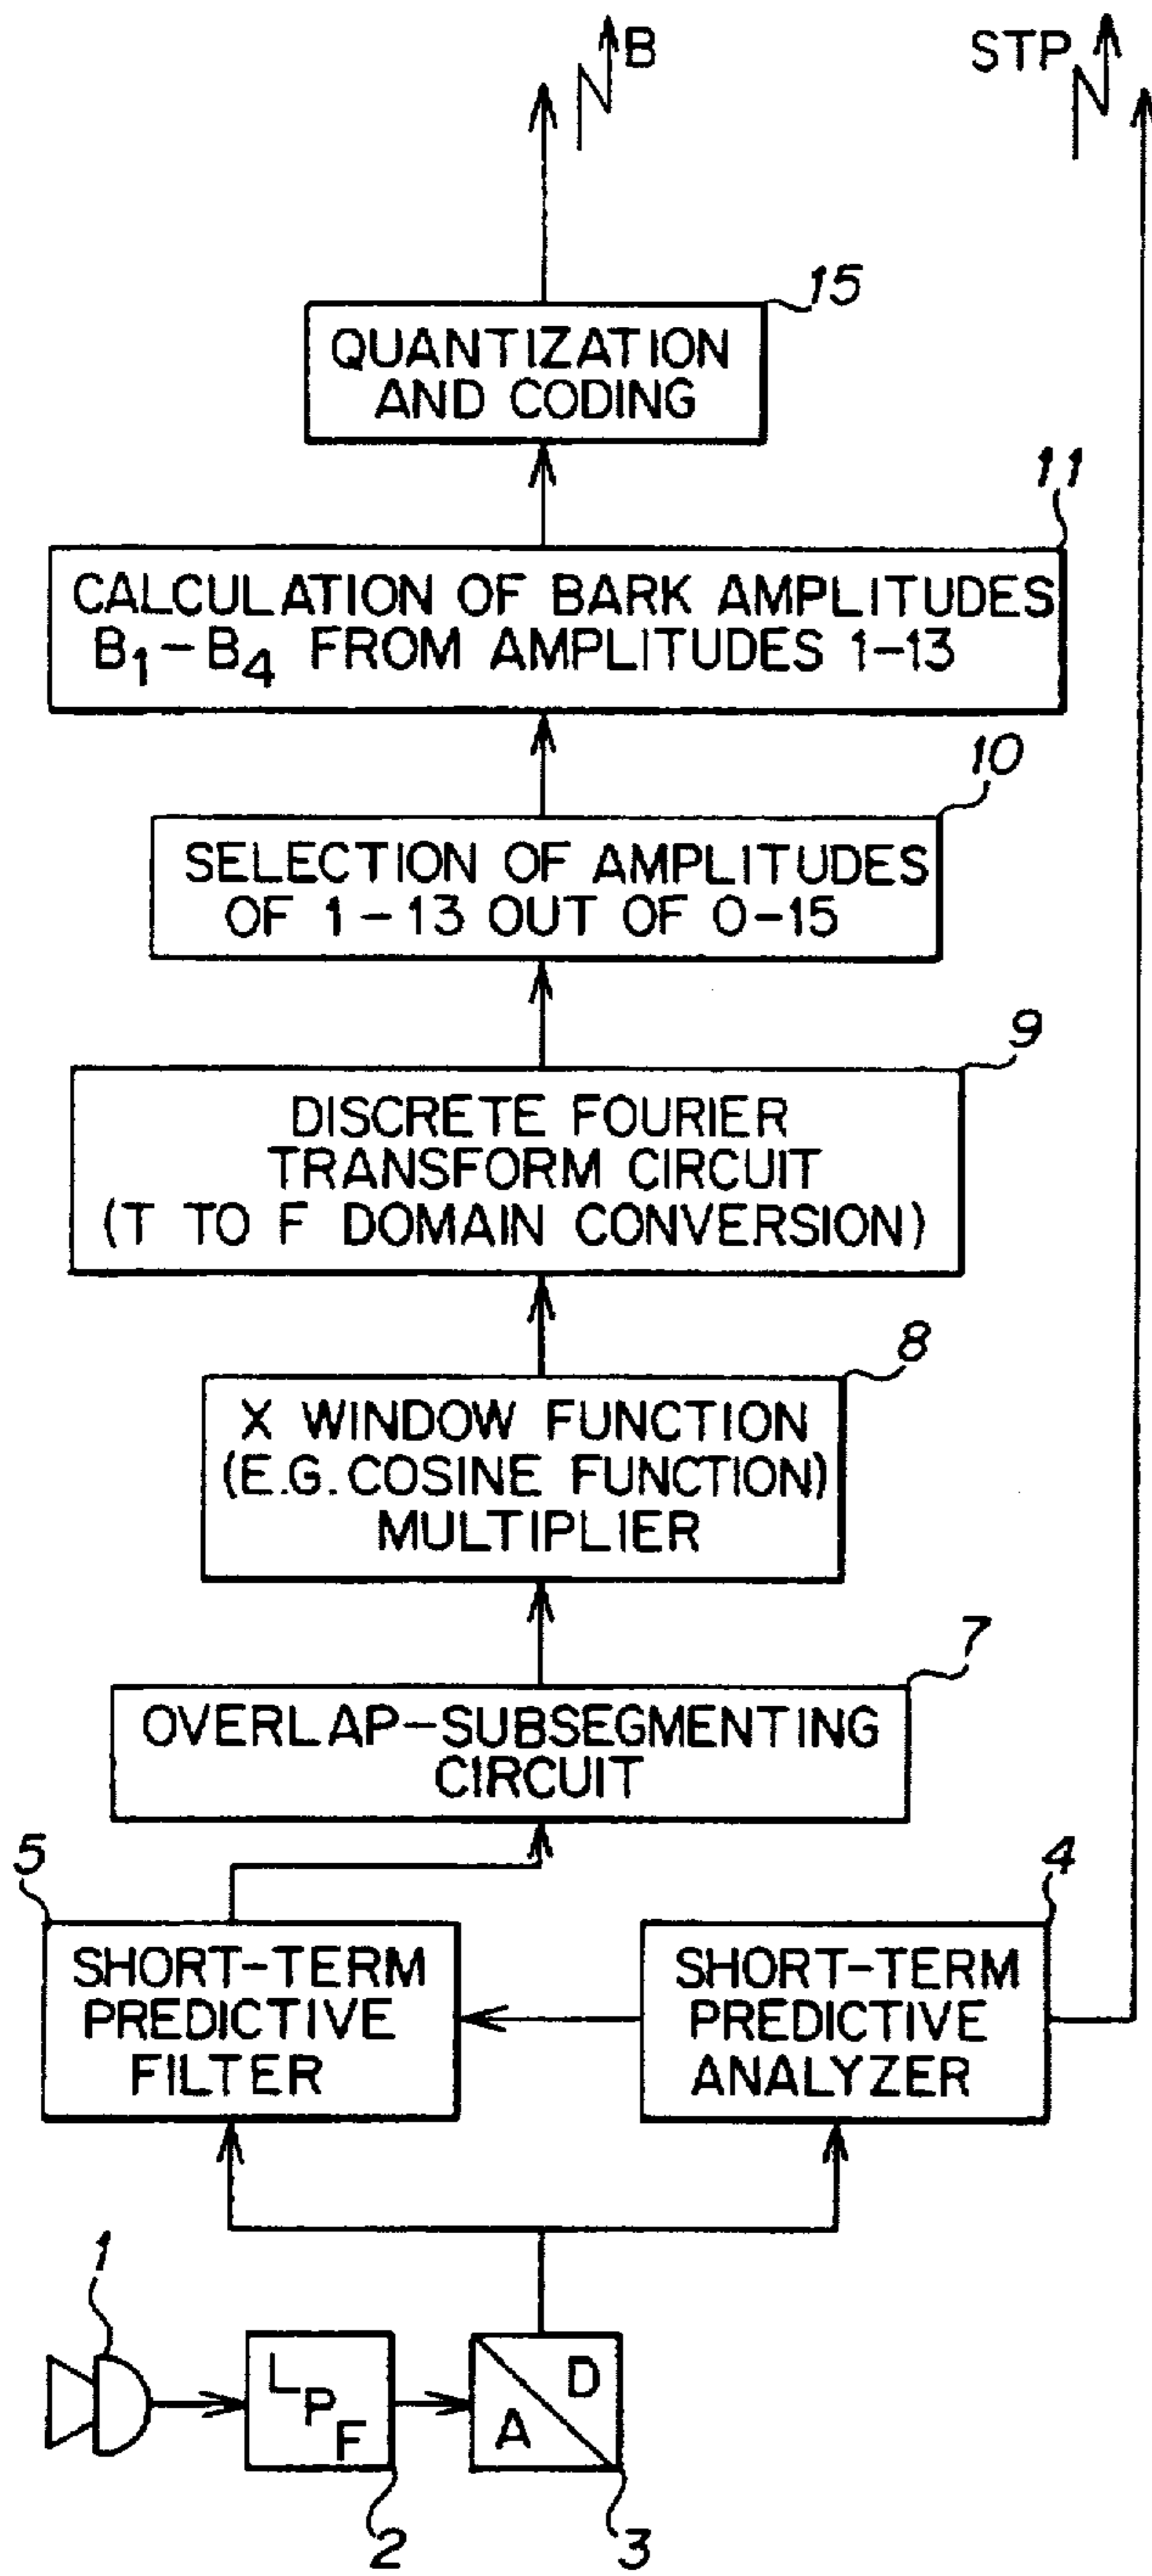 B
STP
15
QUANTIZATION
AND CODING
11
CALCULATION OF BARK AMPLITUDES
B1-B4 FROM AMPLITUDES 1-13
10
SELECTION OF AMPLITUDES
OF 1-13 OUT OF 0-15
9
DISCRETE FOURIER
TRANSFORM CIRCUIT
(T TO F DOMAIN CONVERSION)
8
X WINDOW FUNCTION
(E.G. COSINE FUNCTION)
MULTIPLIER
7
OVERLAP-SUBSEGMENTING
CIRCUIT
5
SHORT-TERM
PREDICTIVE
FILTER
4
SHORT-TERM
PREDICTIVE
ANALYZER
1
LPF
2
A D
3